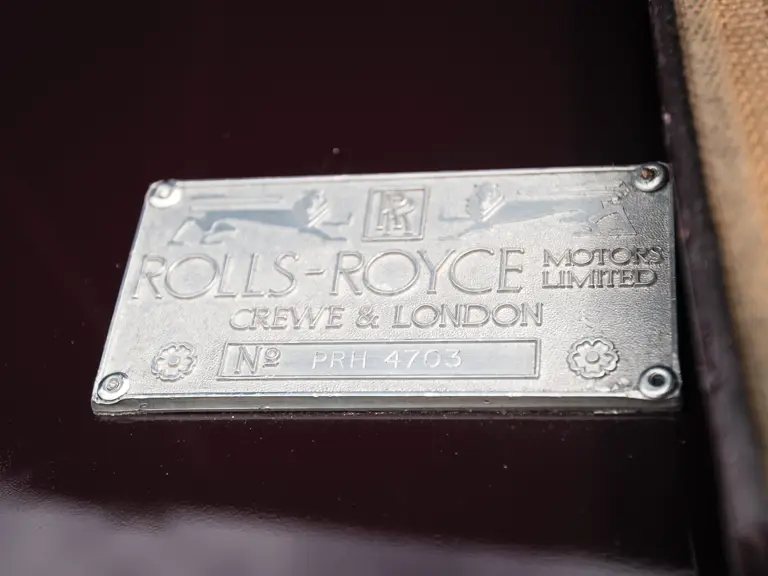 RR
ROLLS-ROYCE MOTORS LIMITED
CREWE & LONDON
Nº PRH 4703